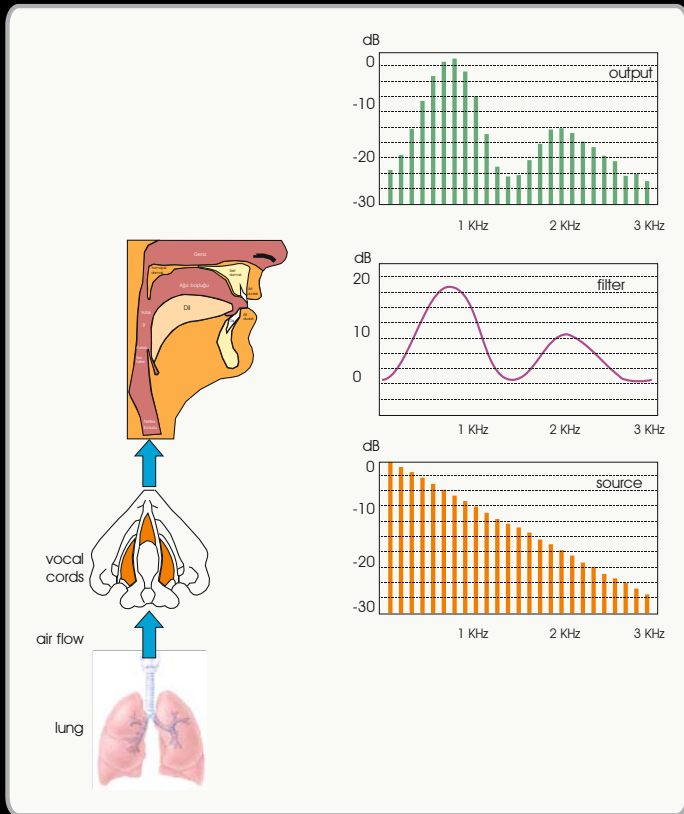 dB
0
output
-10
-20
-30
1 KHz 2 KHz 3 KHz
dB
20
filter
10
0
1 KHz 2 KHz 3 KHz
dB
0
source
-10
-20
-30
1 KHz 2 KHz 3 KHz
Geniz
Ağız boşluğu
Dil
vocal
cords
air flow
lung